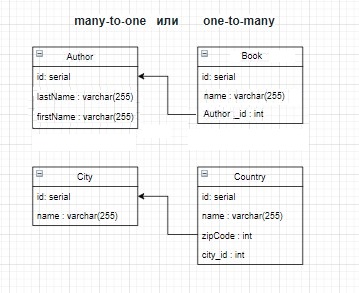 many-to-one или one-to-many
Author
id: serial
lastName : varchar(255)
firstName : varchar(255)
Book
id: serial
name : varchar(255)
Author _id : int
City
id: serial
name : varchar(255)
Country
id: serial
name : varchar(255)
zipCode : int
city_id : int